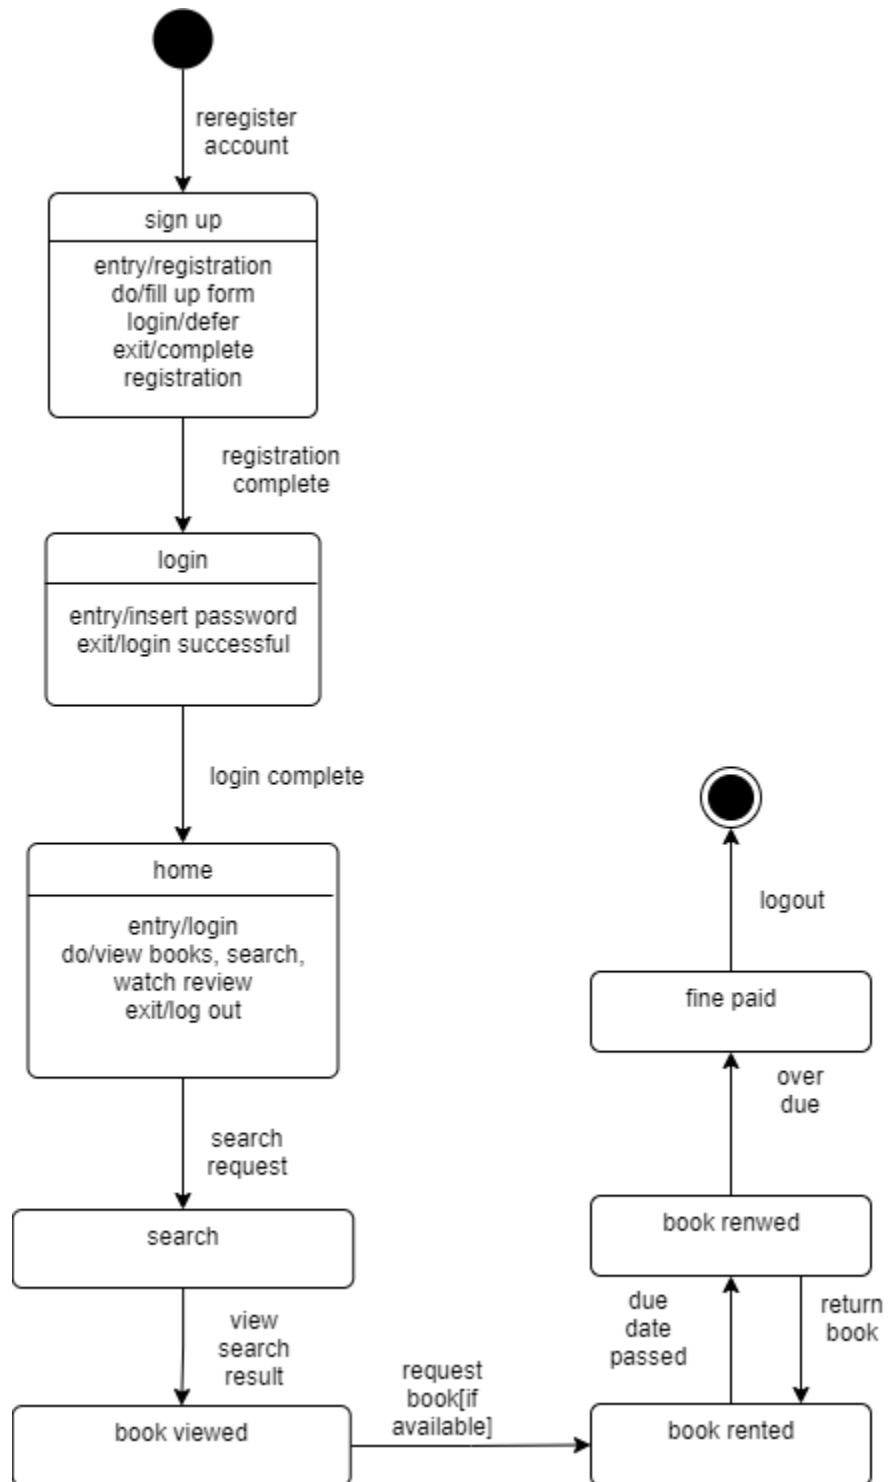 reregister
account
sign up
entry/registration
do/fill up form
login/defer
exit/complete
registration
registration
complete
login
entry/insert password
exit/login successful
login complete
home
entry/login
do/view books, search,
watch review
exit/log out
search
request
search
view
search
result
book viewed
request
book[if
available]
book rented
due
date
passed
return
book
book renwed
over
due
fine paid
logout